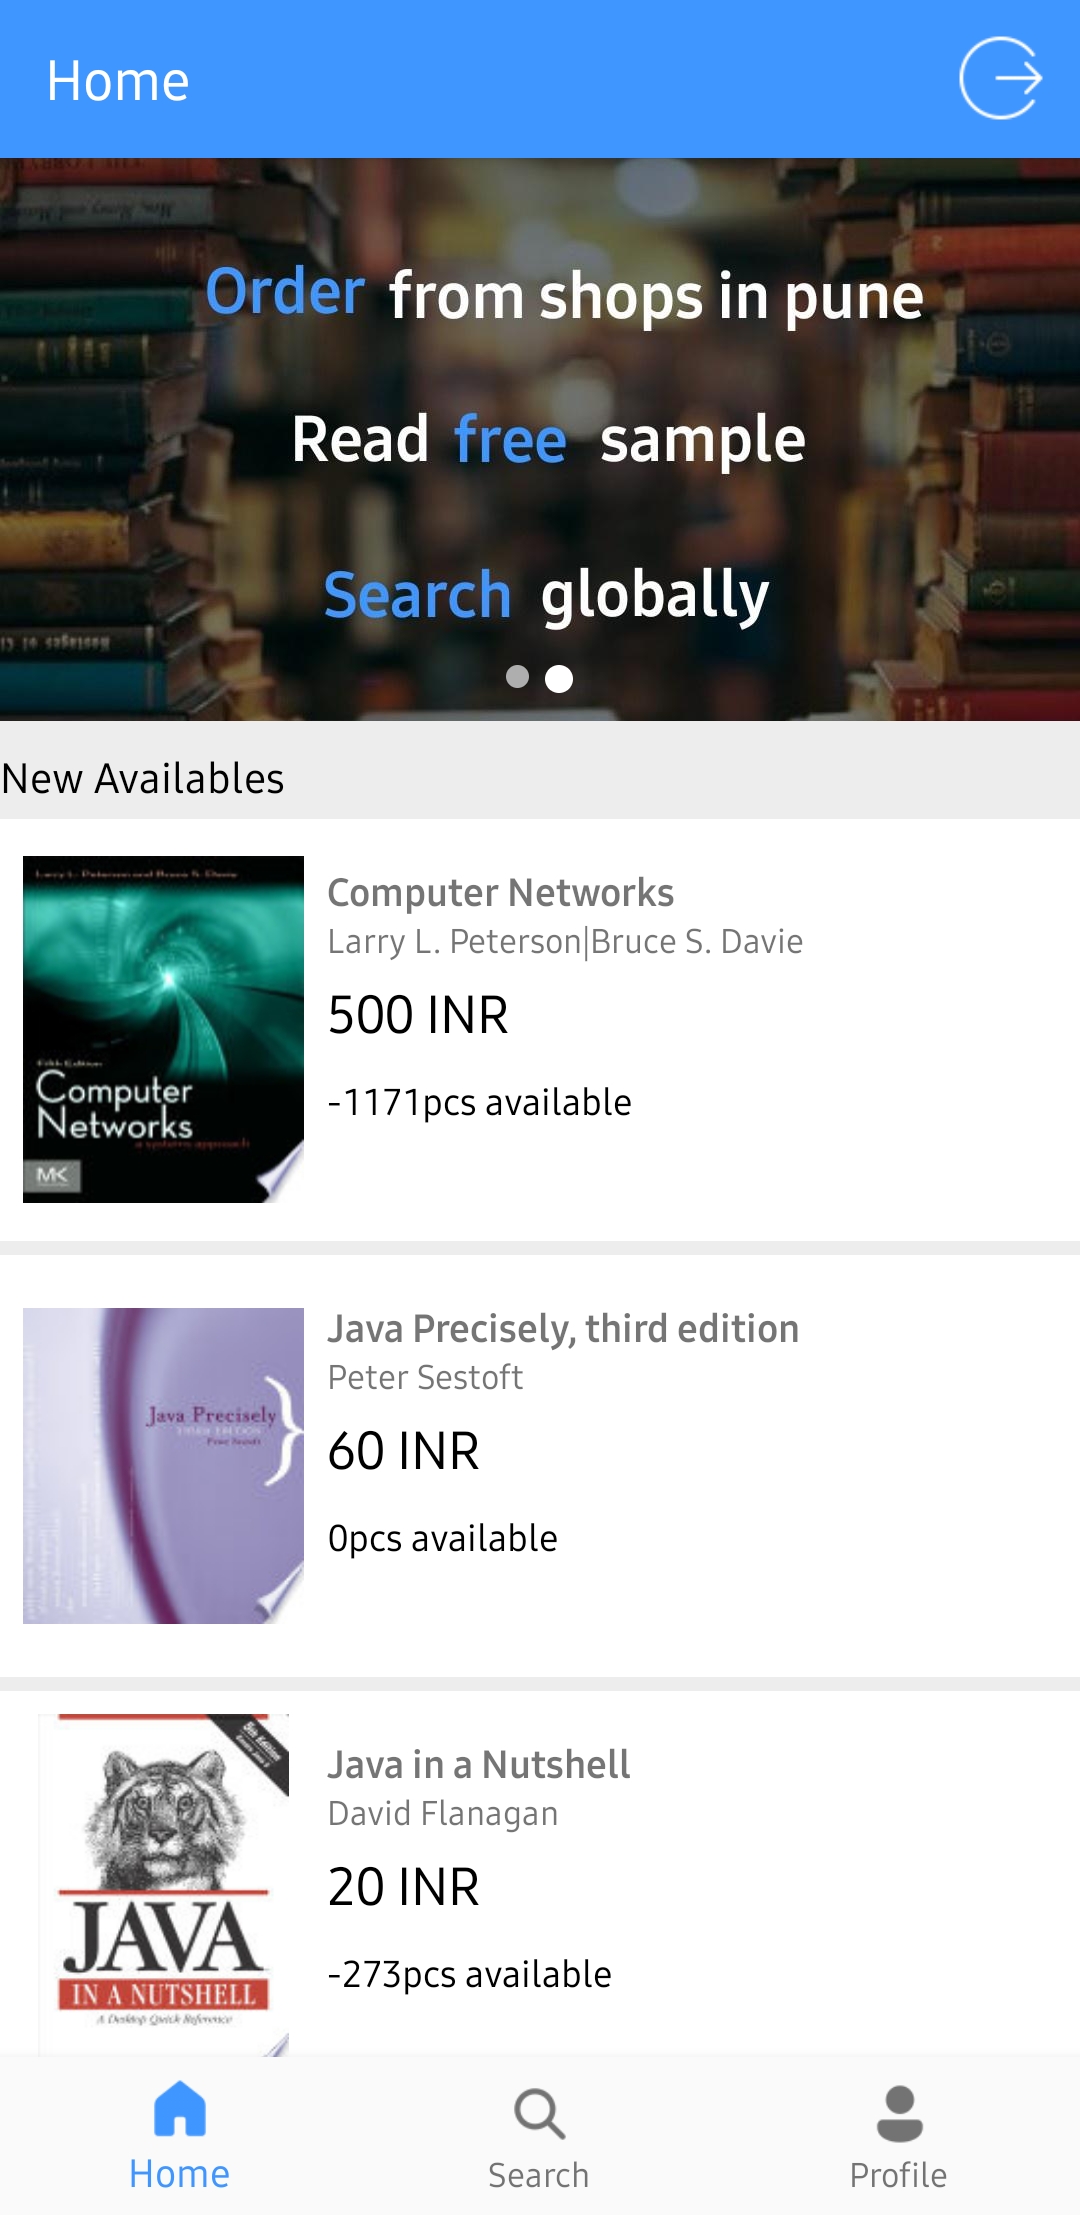 Home
Order from shops in pune
Read free sample
Search globally
New Availables
Larry L. Peterson and Bruce S. Davie
Fifth Edition
Computer
Networks
a systems approach
MK
Computer Networks
Larry L. Peterson|Bruce S. Davie
500 INR
-1171pcs available
Java Precisely
THIRD EDITION
Peter Sestoft
Java Precisely, third edition
Peter Sestoft
60 INR
0pcs available
5th Edition
JAVA
IN A NUTSHELL
A Desktop Quick Reference
Java in a Nutshell
David Flanagan
20 INR
-273pcs available
Home
Search
Profile